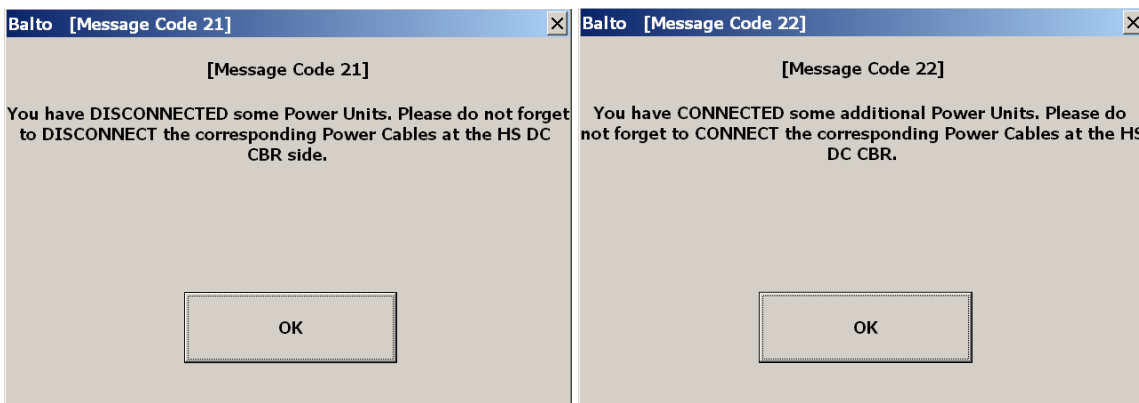 Balto [Message Code 21]
[Message Code 21]
You have DISCONNECTED some Power Units. Please do not forget
to DISCONNECT the corresponding Power Cables at the HS DC
CBR side.
OK
Balto [Message Code 22]
[Message Code 22]
You have CONNECTED some additional Power Units. Please do
not forget to CONNECT the corresponding Power Cables at the HS
DC CBR.
OK